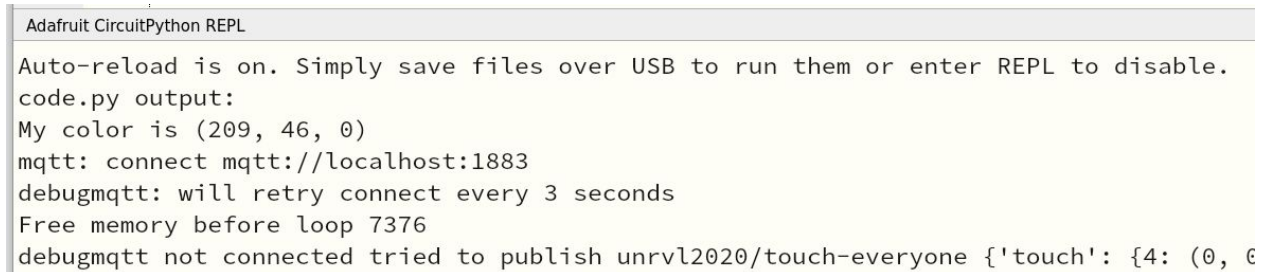 Adafruit CircuitPython REPL
Auto-reload is on. Simply save files over USB to run them or enter REPL to disable.
code.py output:
My color is (209, 46, 0)
mqtt: connect mqtt://localhost:1883
debugmqtt: will retry connect every 3 seconds
Free memory before loop 7376
debugmqtt not connected tried to publish unrvl2020/touch-everyone {'touch': {4: (0,